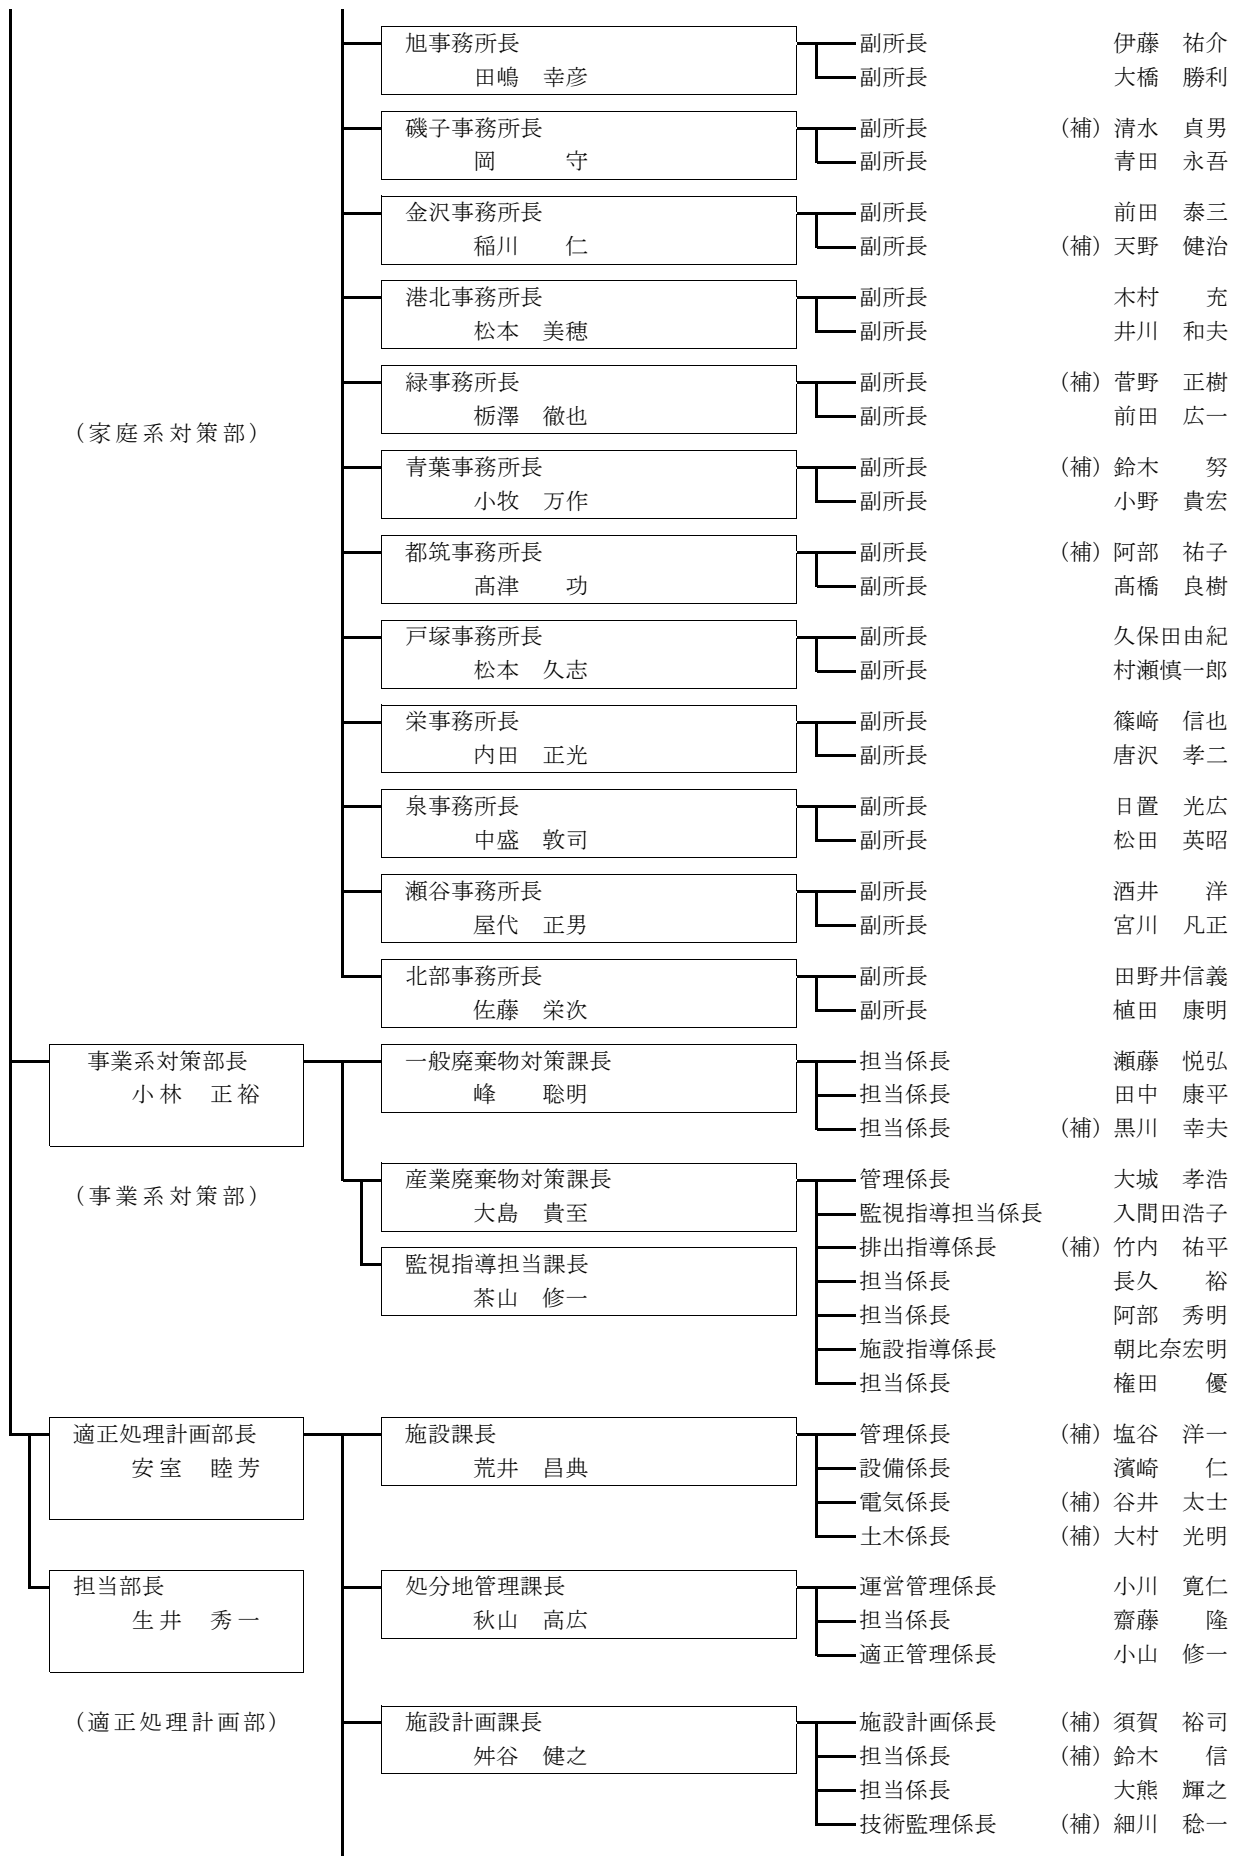 旭事務所長 副所長 伊藤 祐介
田嶋 幸彦 副所長 大橋 勝利
磯子事務所長 副所長 (補) 清水 貞男
岡 守 副所長 青田 永吾
金沢事務所長 副所長 前田 泰三
稲川 仁 副所長 (補) 天野 健治
港北事務所長 副所長 木村 充
松本 美穂 副所長 井川 和夫
緑事務所長 副所長 (補) 菅野 正樹
栃澤 徹也 副所長 前田 広一
(家庭系対策部)
青葉事務所長 副所長 (補) 鈴木 努
小牧 万作 副所長 小野 貴宏
都筑事務所長 副所長 (補) 阿部 祐子
髙津 功 副所長 髙橋 良樹
戸塚事務所長 副所長 久保田由紀
松本 久志 副所長 村瀬慎一郎
栄事務所長 副所長 篠﨑 信也
内田 正光 副所長 唐沢 孝二
泉事務所長 副所長 日置 光広
中盛 敦司 副所長 松田 英昭
瀬谷事務所長 副所長 酒井 洋
屋代 正男 副所長 宮川 凡正
北部事務所長 副所長 田野井信義
佐藤 栄次 副所長 植田 康明
事業系対策部長 一般廃棄物対策課長 担当係長 瀬藤 悦弘
小林 正裕 峰 聡明 担当係長 田中 康平
担当係長 (補) 黒川 幸夫
産業廃棄物対策課長 管理係長 大城 孝浩
(事業系対策部) 大島 貴至 監視指導担当係長 入間田浩子
排出指導係長 (補) 竹内 祐平
監視指導担当課長 担当係長 長久 裕
茶山 修一 担当係長 阿部 秀明
施設指導係長 朝比奈宏明
担当係長 権田 優
適正処理計画部長 施設課長 管理係長 (補) 塩谷 洋一
安室 睦芳 荒井 昌典 設備係長 濱崎 仁
電気係長 (補) 谷井 太士
土木係長 (補) 大村 光明
担当部長 処分地管理課長 運営管理係長 小川 寛仁
生井 秀一 秋山 高広 担当係長 齋藤 隆
適正管理係長 小山 修一
(適正処理計画部) 施設計画課長 施設計画係長 (補) 須賀 裕司
舛谷 健之 担当係長 (補) 鈴木 信
担当係長 大熊 輝之
技術監理係長 (補) 細川 稔一